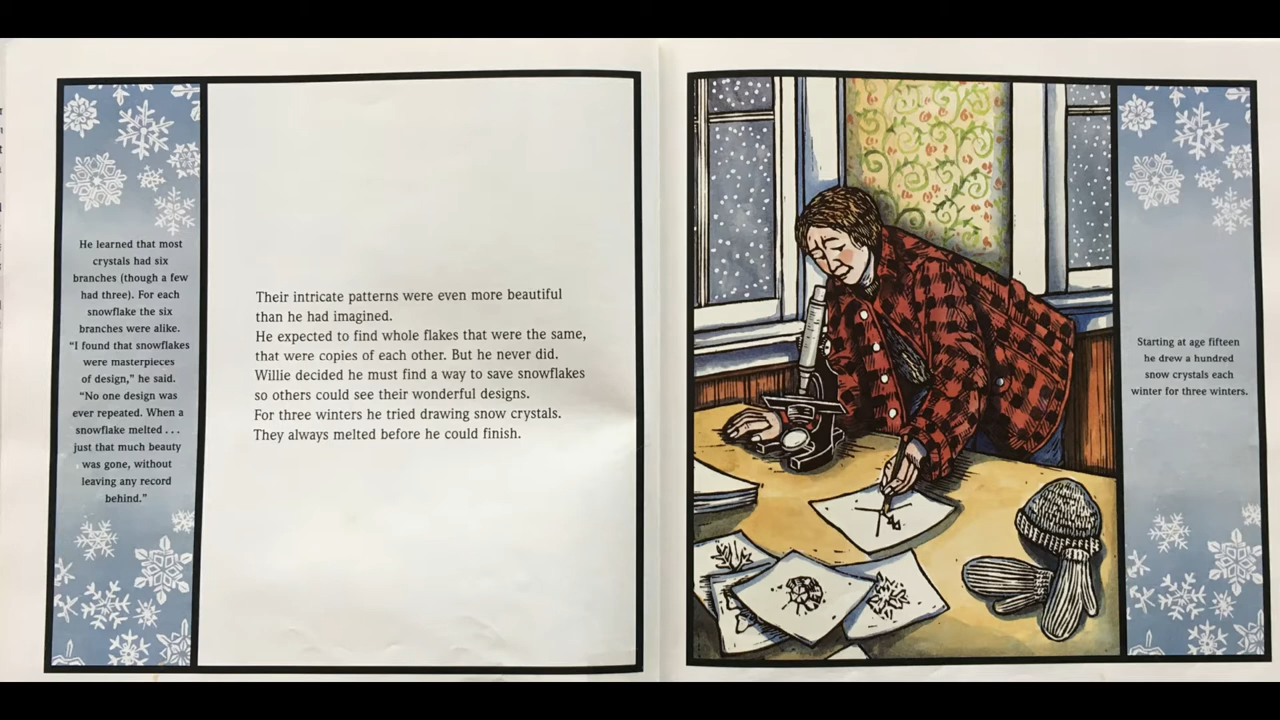 He learned that most
crystals had six
branches (though a few
had three). For each
snowflake the six
branches were alike.
“I found that snowflakes
were masterpieces
of design,” he said.
“No one design was
ever repeated. When a
snowflake melted . . .
just that much beauty
was gone, without
leaving any record
behind.”
Their intricate patterns were even more beautiful
than he had imagined.
He expected to find whole flakes that were the same,
that were copies of each other. But he never did.
Willie decided he must find a way to save snowflakes
so others could see their wonderful designs.
For three winters he tried drawing snow crystals.
They always melted before he could finish.
Starting at age fifteen
he drew a hundred
snow crystals each
winter for three winters.